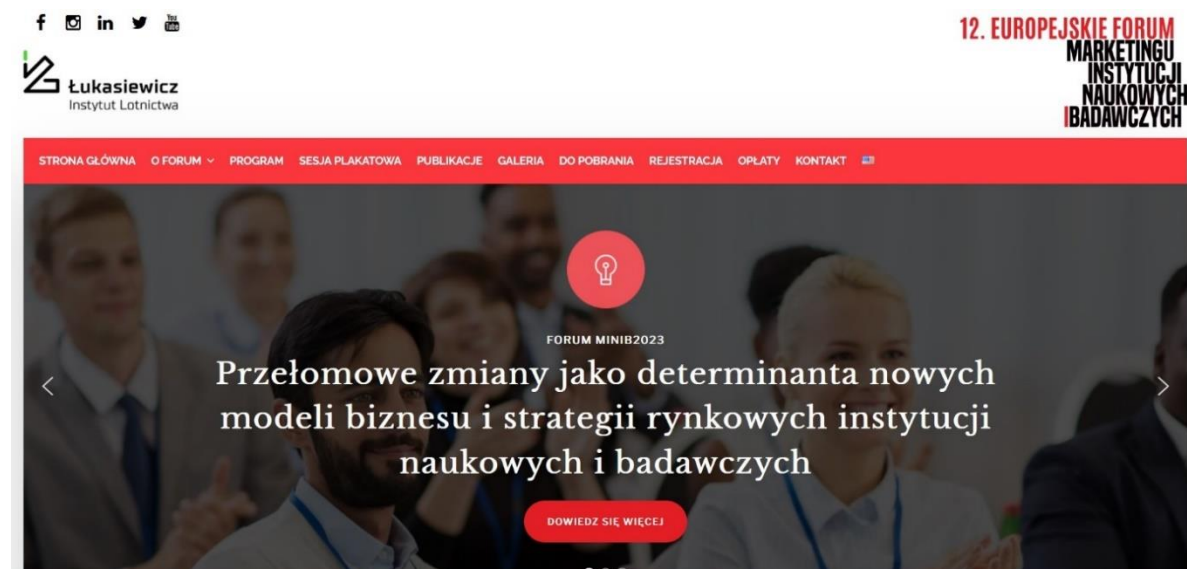 Łukasiewicz
Instytut Lotnictwa
12. EUROPEJSKIE FORUM
MARKETINGU
INSTYTUCJI
NAUKOWYCH
IBADAWCZYCH
STRONA GŁÓWNA O FORUM PROGRAM SESJA PLAKATOWA PUBLIKACJE GALERIA DO POBRANIA REJESTRACJA OPŁATY KONTAKT
FORUM MINIB2023
Przełomowe zmiany jako determinanta nowych
modeli biznesu i strategii rynkowych instytucji
naukowych i badawczych
DOWIEDZ SIĘ WIĘCEJ